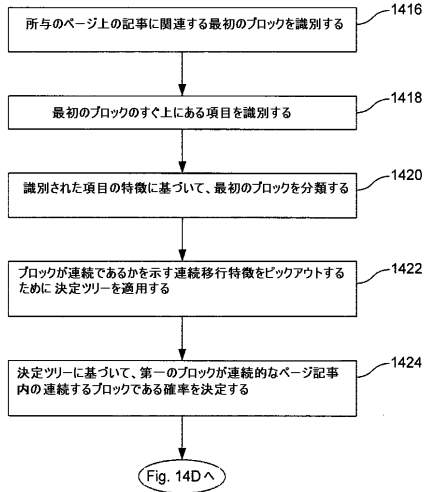 所与のページ上の記事に関連する最初のブロックを識別する
1416
最初のブロックのすぐ上にある項目を識別する
1418
識別された項目の特徴に基づいて、最初のブロックを分類する
1420
ブロックが連続であるかを示す連続移行特徴をピックアウトする
ために決定ツリーを適用する
1422
決定ツリーに基づいて、第一のブロックが連続的なページ記事
内の連続するブロックである確率を決定する
1424
Fig. 14Dへ